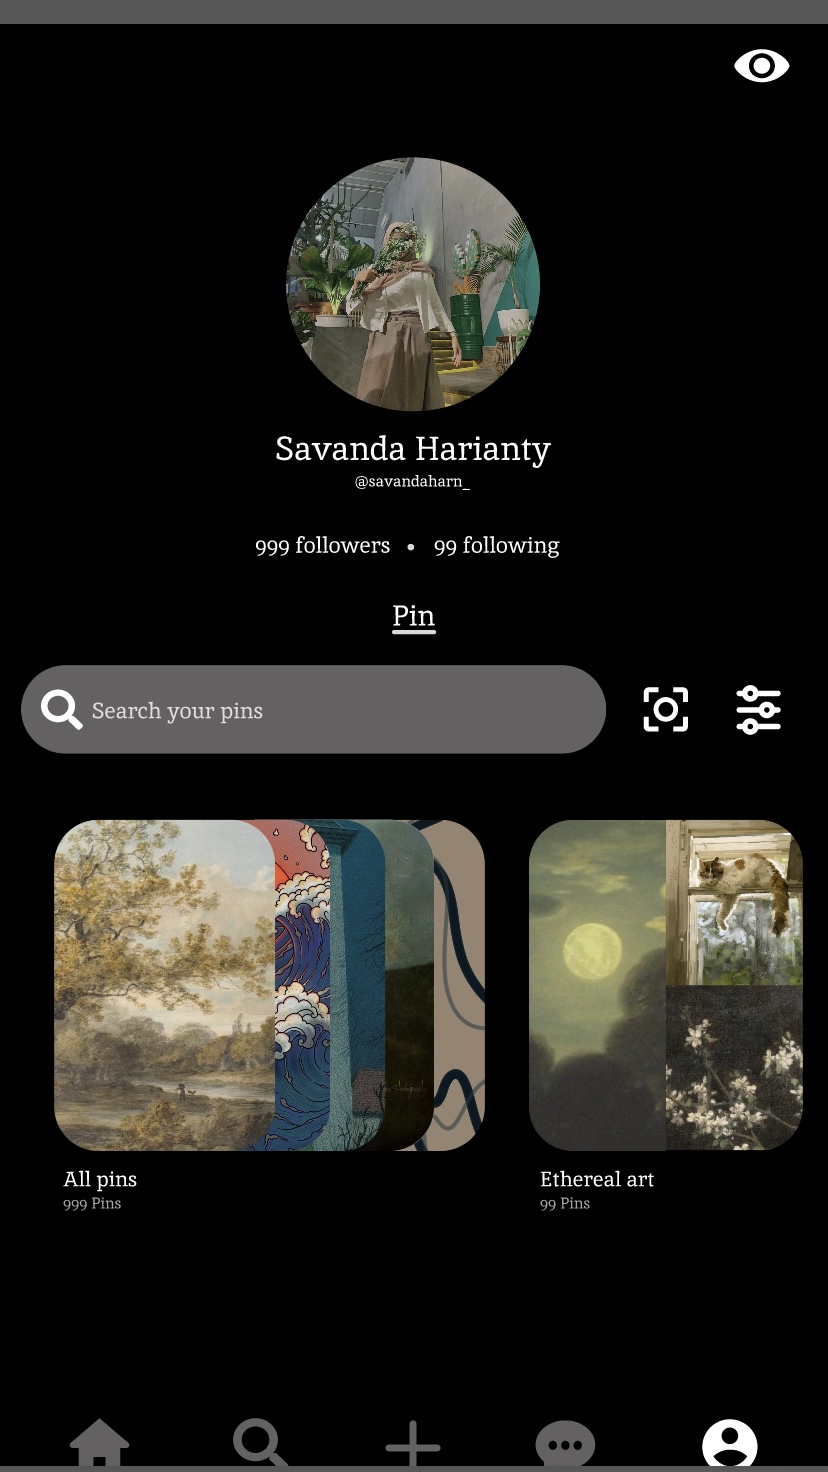 Savanda Harianty
@savandaharn_
999 followers • 99 following
Pin
Search your pins
All pins
999 Pins
Ethereal art
99 Pins